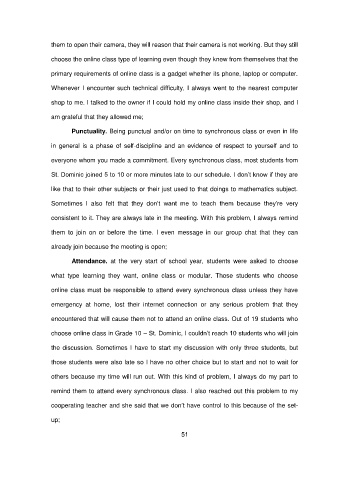 them to open their camera, they will reason that their camera is not working. But they still
choose the online class type of learning even though they knew from themselves that the
primary requirements of online class is a gadget whether its phone, laptop or computer.
Whenever I encounter such technical difficulty, I always went to the nearest computer
shop to me. I talked to the owner if I could hold my online class inside their shop, and I
am grateful that they allowed me;
Punctuality. Being punctual and/or on time to synchronous class or even in life
in general is a phase of self-discipline and an evidence of respect to yourself and to
everyone whom you made a commitment. Every synchronous class, most students from
St. Dominic joined 5 to 10 or more minutes late to our schedule. I don't know if they are
like that to their other subjects or their just used to that doings to mathematics subject.
Sometimes I also felt that they don't want me to teach them because they're very
consistent to it. They are always late in the meeting. With this problem, I always remind
them to join on or before the time. I even message in our group chat that they can
already join because the meeting is open;
Attendance. at the very start of school year, students were asked to choose
what type learning they want, online class or modular. Those students who choose
online class must be responsible to attend every synchronous class unless they have
emergency at home, lost their internet connection or any serious problem that they
encountered that will cause them not to attend an online class. Out of 19 students who
choose online class in Grade 10 – St. Dominic, I couldn't reach 10 students who will join
the discussion. Sometimes I have to start my discussion with only three students, but
those students were also late so I have no other choice but to start and not to wait for
others because my time will run out. With this kind of problem, I always do my part to
remind them to attend every synchronous class. I also reached out this problem to my
cooperating teacher and she said that we don't have control to this because of the set-
up;
51